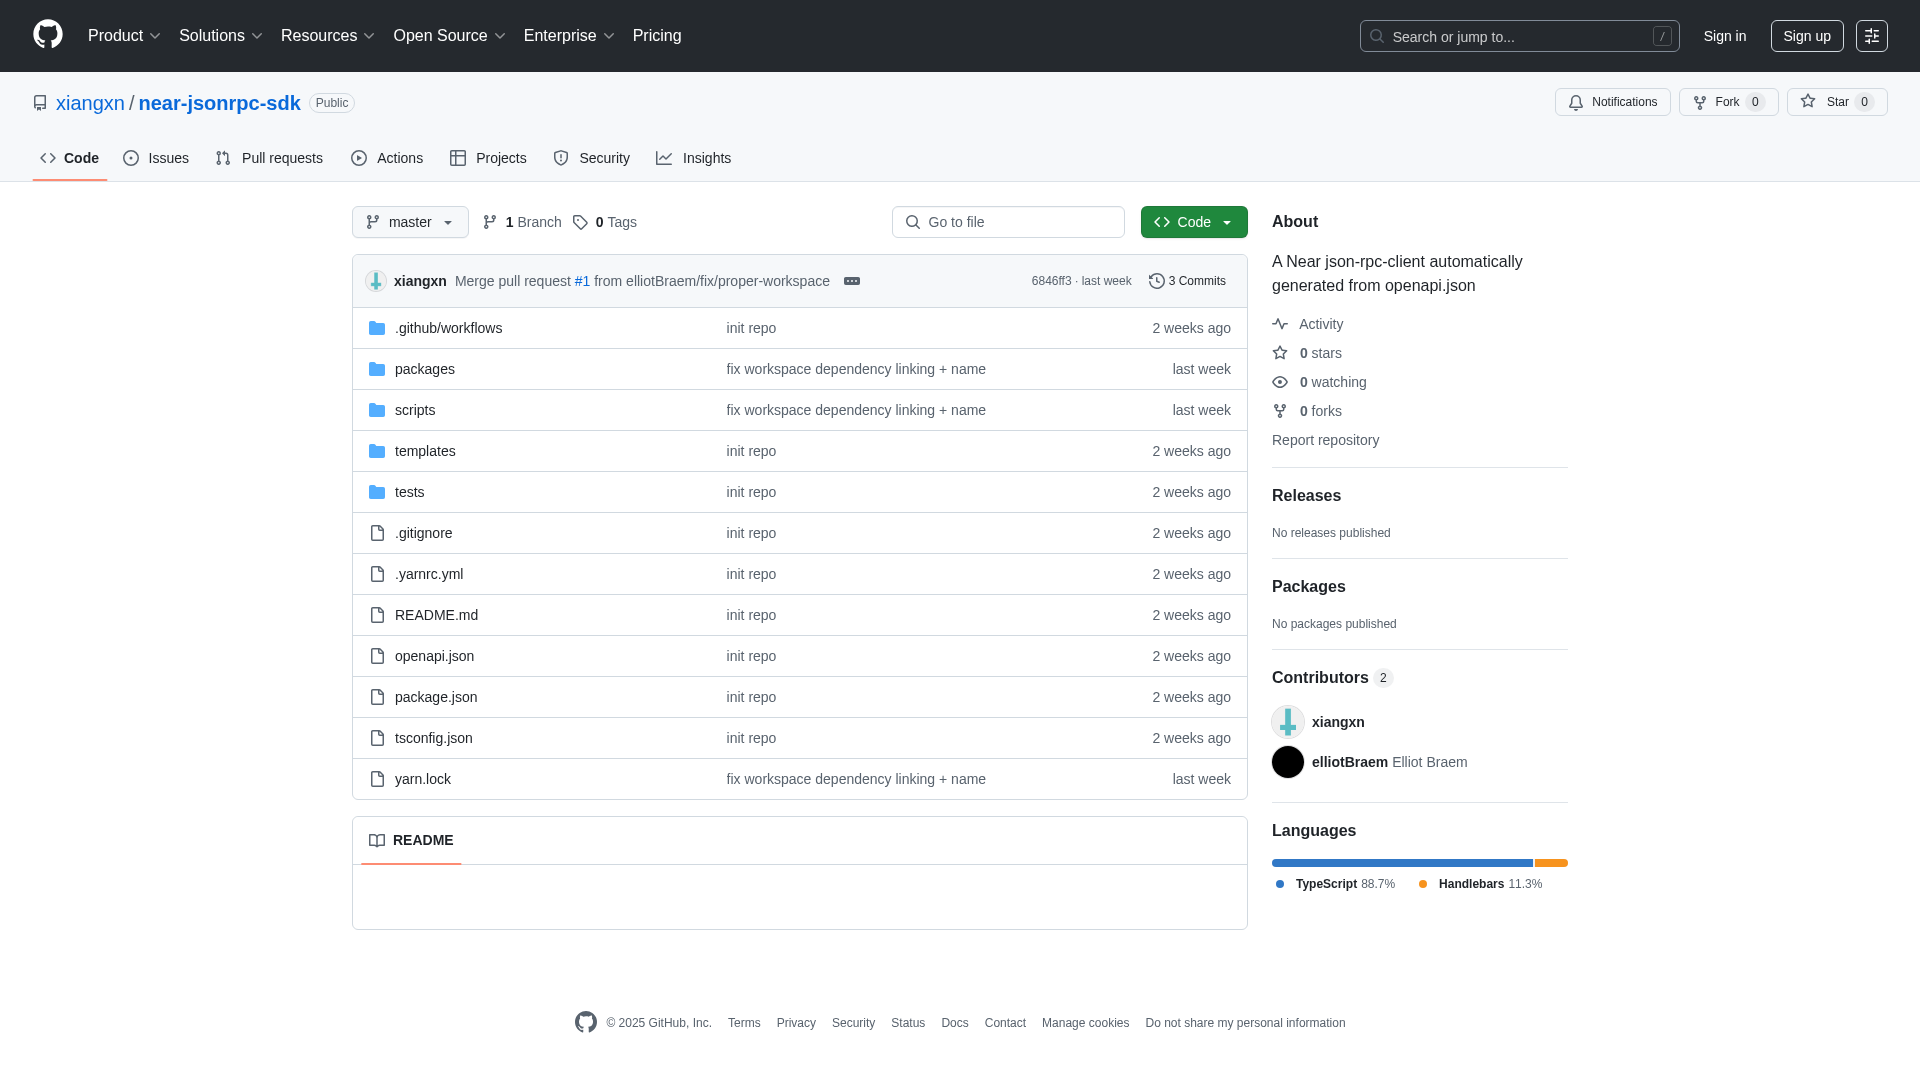 Product Solutions Resources Open Source Enterprise Pricing Search or jump to... / Sign in Sign up
xiangxn / near-jsonrpc-sdk Public Notifications Fork 0 Star 0
Code Issues Pull requests Actions Projects Security Insights
master 1 Branch 0 Tags Go to file Code
xiangxn Merge pull request #1 from elliotBraem/fix/proper-workspace 6846ff3 · last week 3 Commits
.github/workflows init repo 2 weeks ago
packages fix workspace dependency linking + name last week
scripts fix workspace dependency linking + name last week
templates init repo 2 weeks ago
tests init repo 2 weeks ago
.gitignore init repo 2 weeks ago
.yarnrc.yml init repo 2 weeks ago
README.md init repo 2 weeks ago
openapi.json init repo 2 weeks ago
package.json init repo 2 weeks ago
tsconfig.json init repo 2 weeks ago
yarn.lock fix workspace dependency linking + name last week
README
About
A Near json-rpc-client automatically
generated from openapi.json
Activity
0 stars
0 watching
0 forks
Report repository
Releases
No releases published
Packages
No packages published
Contributors 2
xiangxn
elliotBraem Elliot Braem
Languages
TypeScript 88.7% Handlebars 11.3%
© 2025 GitHub, Inc. Terms Privacy Security Status Docs Contact Manage cookies Do not share my personal information